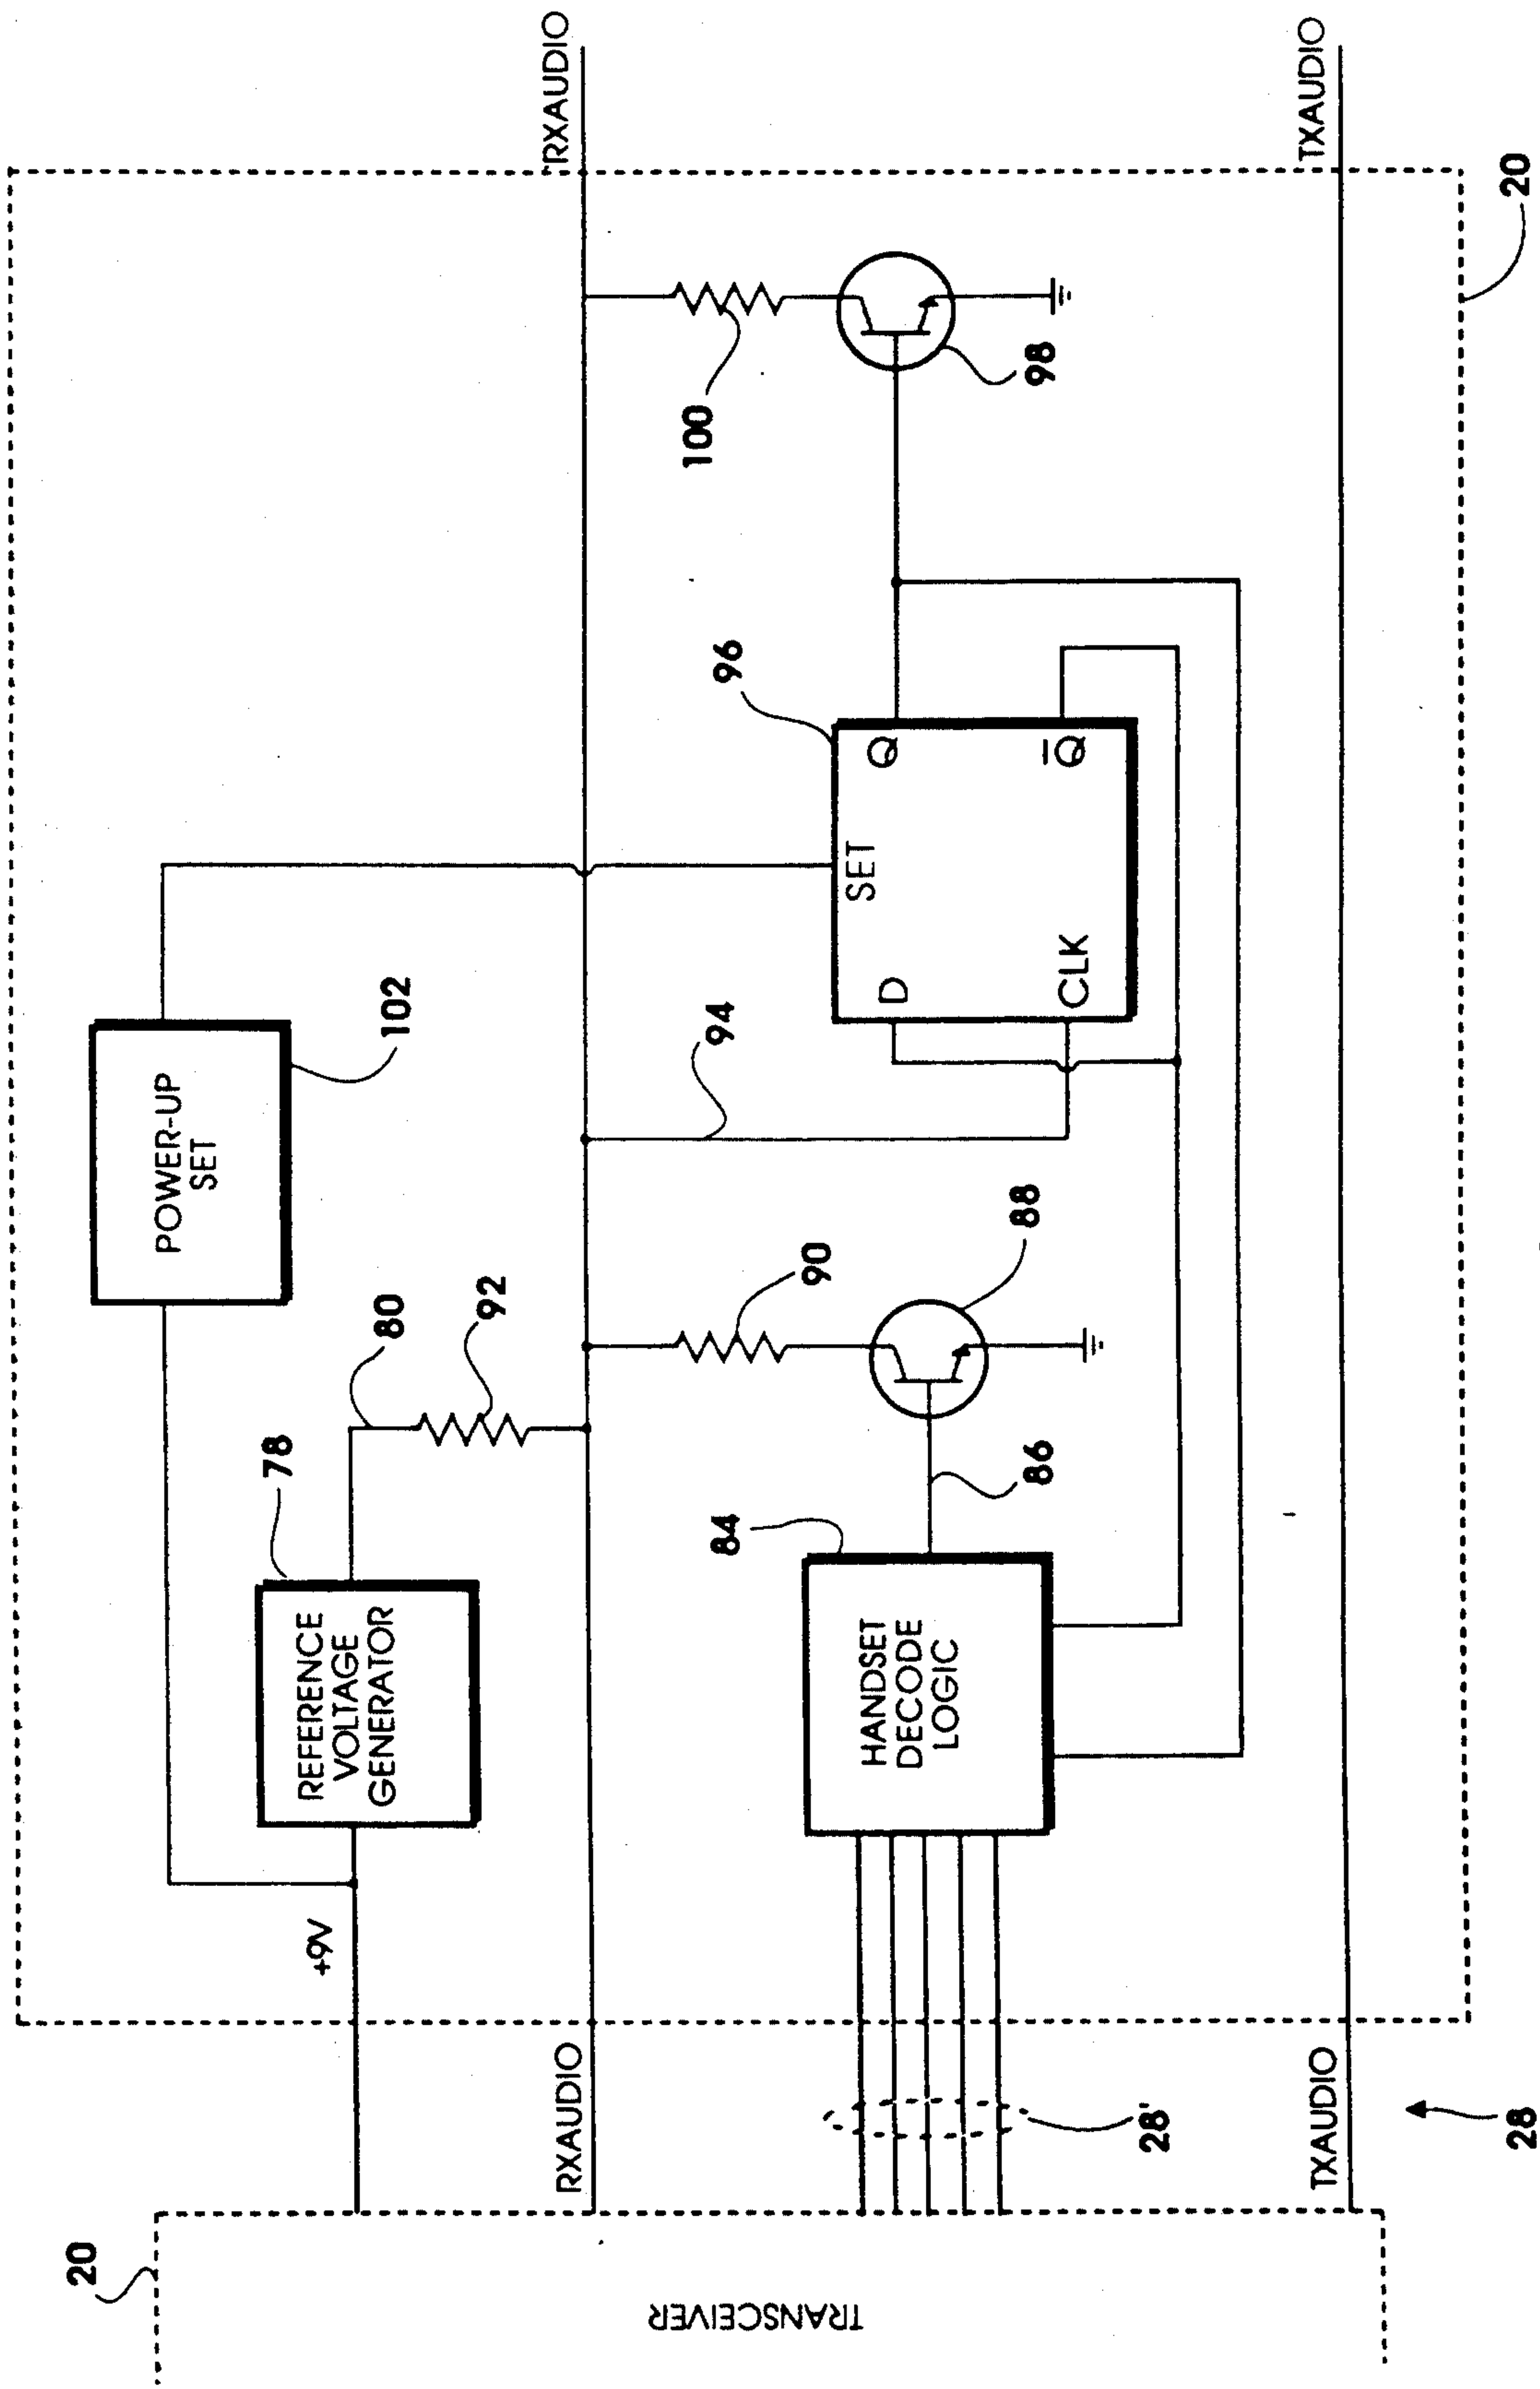 20
TRANSCEIVER
28
28'
RXAUDIO
TXAUDIO
+9V
REFERENCE
VOLTAGE
GENERATOR
78
80
92
POWER-UP
SET
102
HANDSET
DECODE
LOGIC
84
86
88
90
94
96
SET
D
CLK
Q
Q̅
98
100
RXAUDIO
TXAUDIO
20